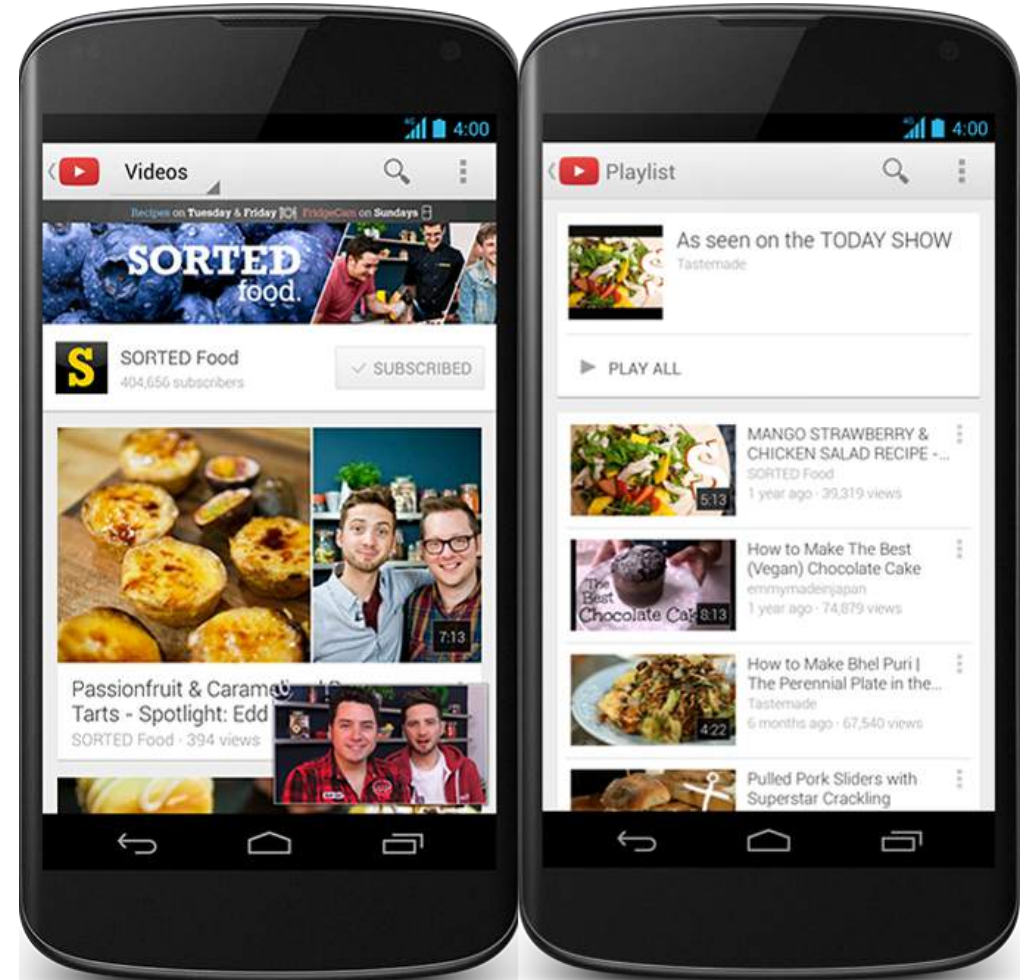 4G 4:00
Videos
Recipes on Tuesday & Friday FridgeCam on Sundays
SORTED
food.
S
SORTED Food
404,656 subscribers
SUBSCRIBED
7:13
Passionfruit & Caramel
Tarts - Spotlight: Edd
SORTED Food · 394 views
4G 4:00
Playlist
As seen on the TODAY SHOW
Tastemade
PLAY ALL
MANGO STRAWBERRY &
CHICKEN SALAD RECIPE -...
SORTED Food
1 year ago · 39,319 views
5:13
How to Make The Best
(Vegan) Chocolate Cake
emmymadeinjapan
1 year ago · 74,879 views
The
Best
Chocolate
8:13
How to Make Bhel Puri |
The Perennial Plate in the...
Tastemade
6 months ago · 67,540 views
4:22
Pulled Pork Sliders with
Superstar Crackling